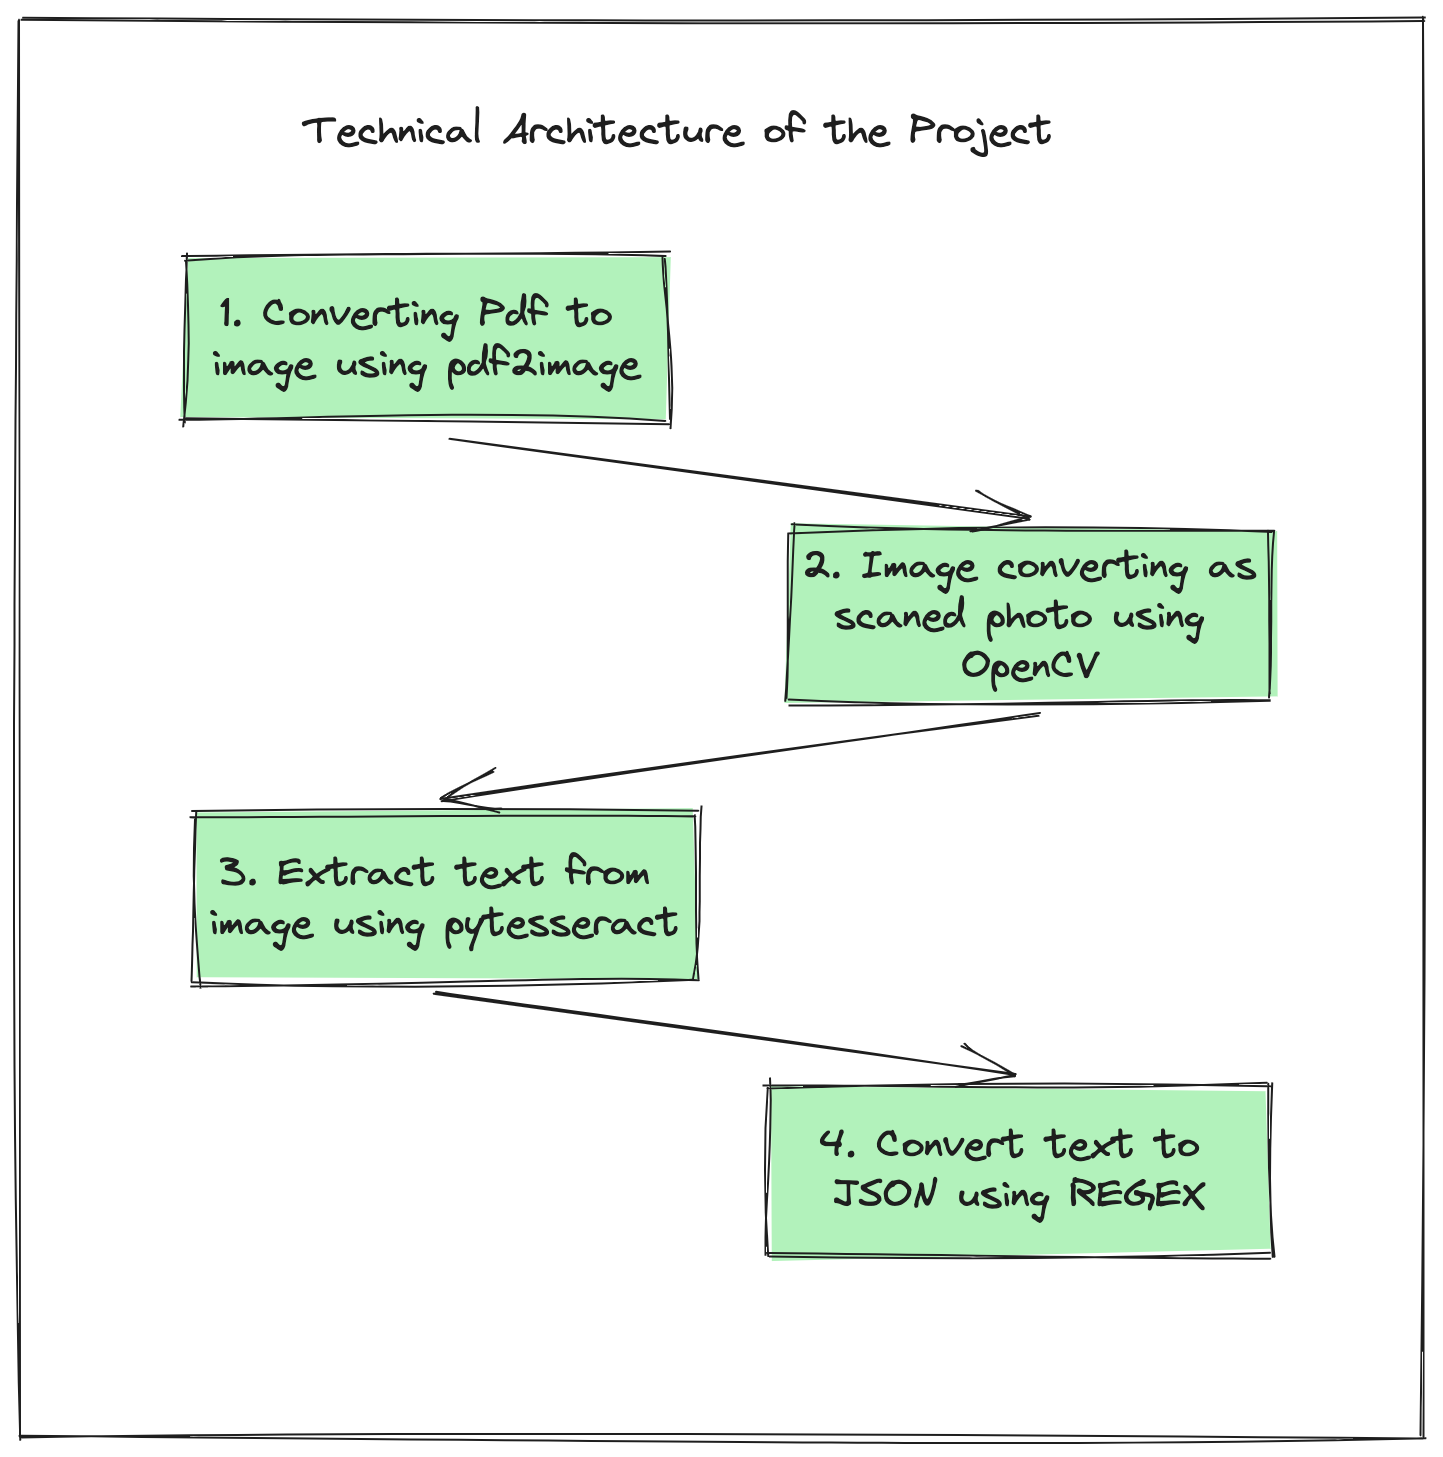 Technical Architecture of the Project
1. Converting Pdf to
image using pdf2image
2. Image converting as
scaned photo using
OpenCV
3. Extract text from
image using pytesseract
4. Convert text to
JSON using REGEX